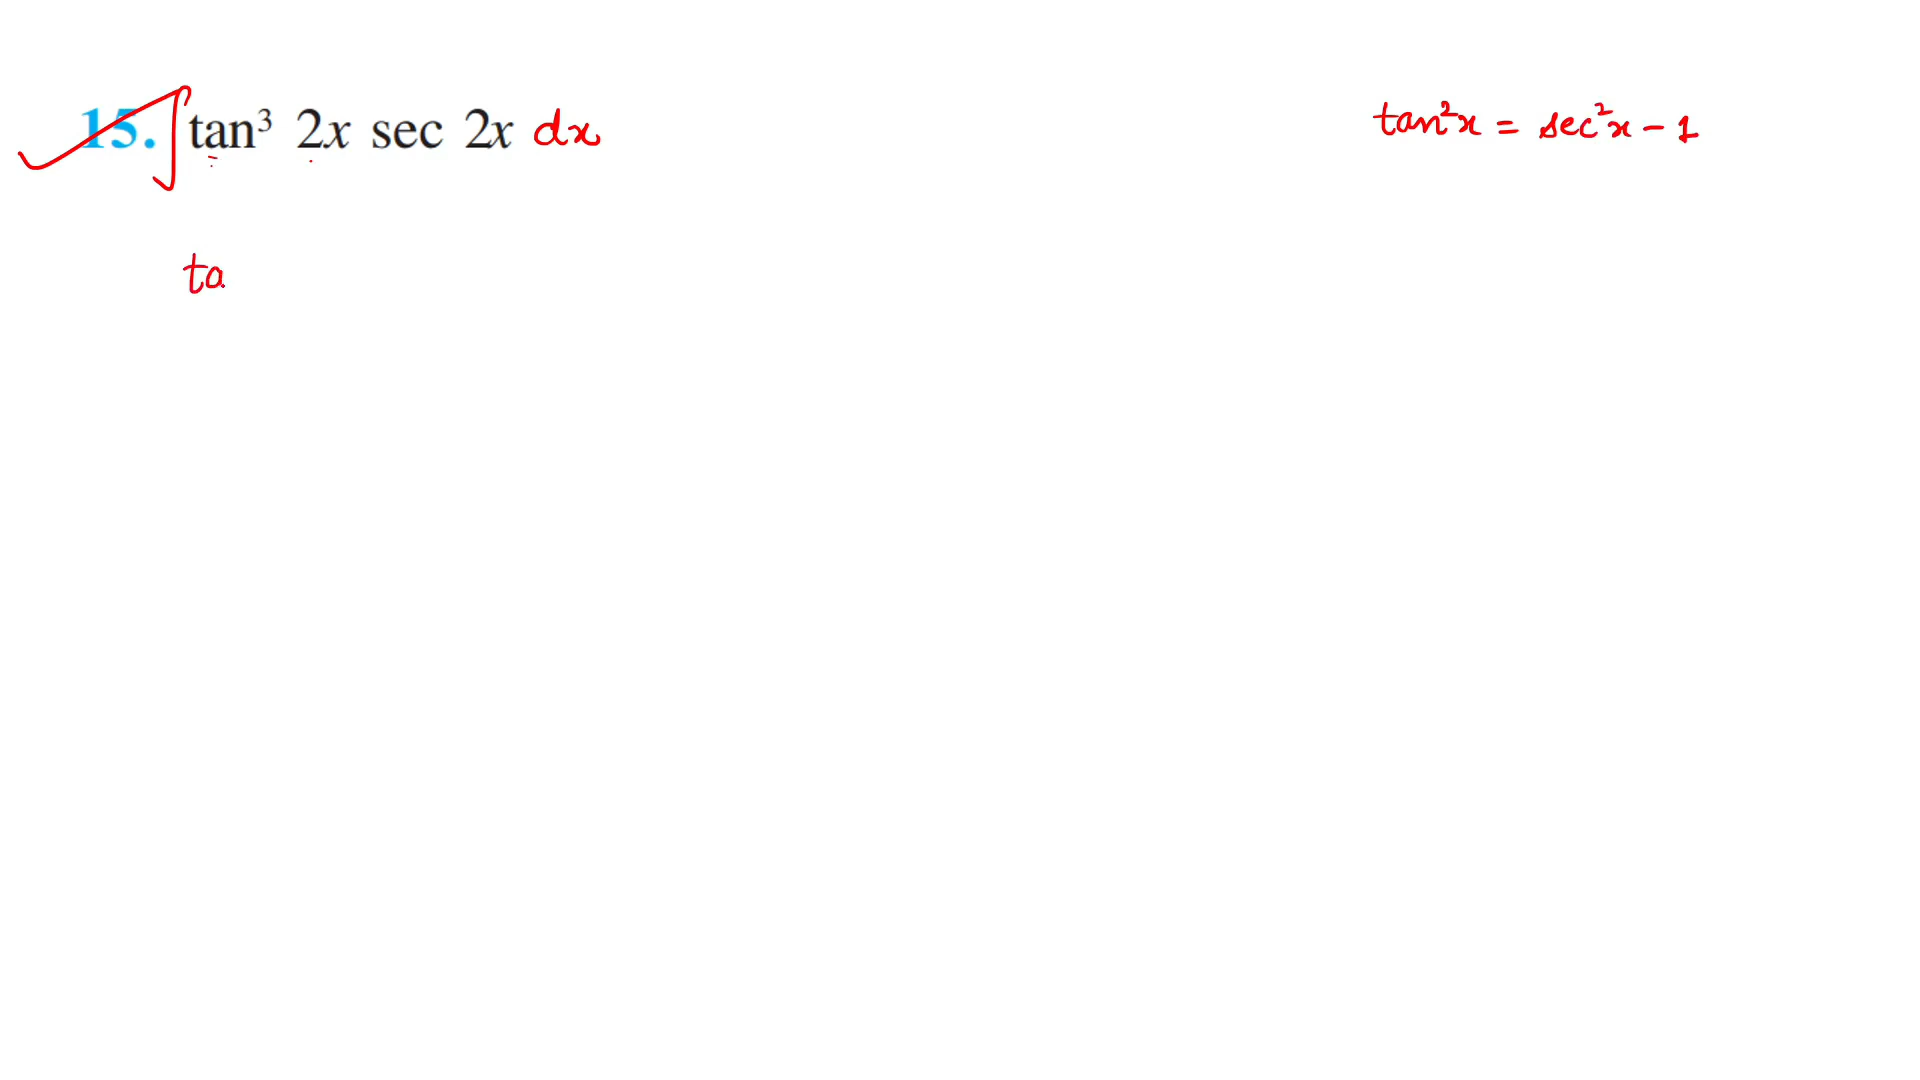 15. ∫ tan³ 2x sec 2x dx
tan²x = sec²x − 1
ta